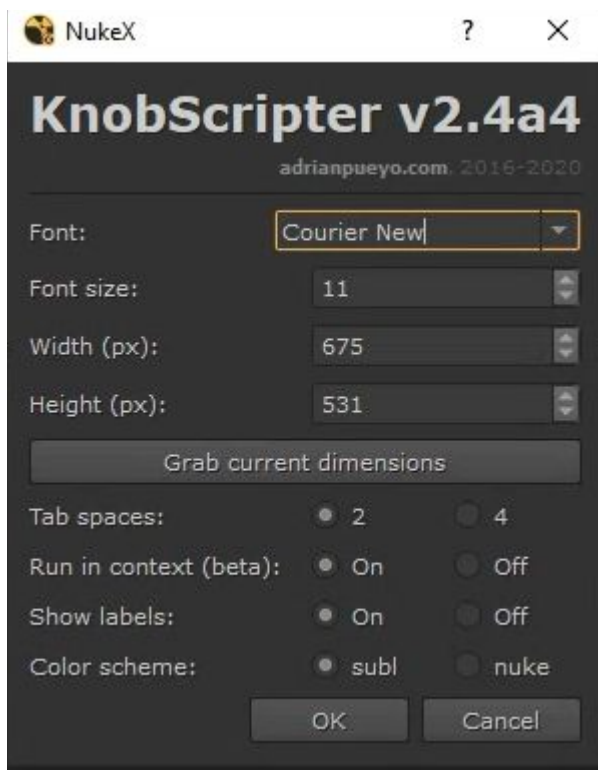 NukeX ? X
KnobScripter v2.4a4
adrianpueyo.com, 2016-2020
Font: Courier New
Font size: 11
Width (px): 675
Height (px): 531
Grab current dimensions
Tab spaces: 2 4
Run in context (beta): On Off
Show labels: On Off
Color scheme: subl nuke
OK Cancel